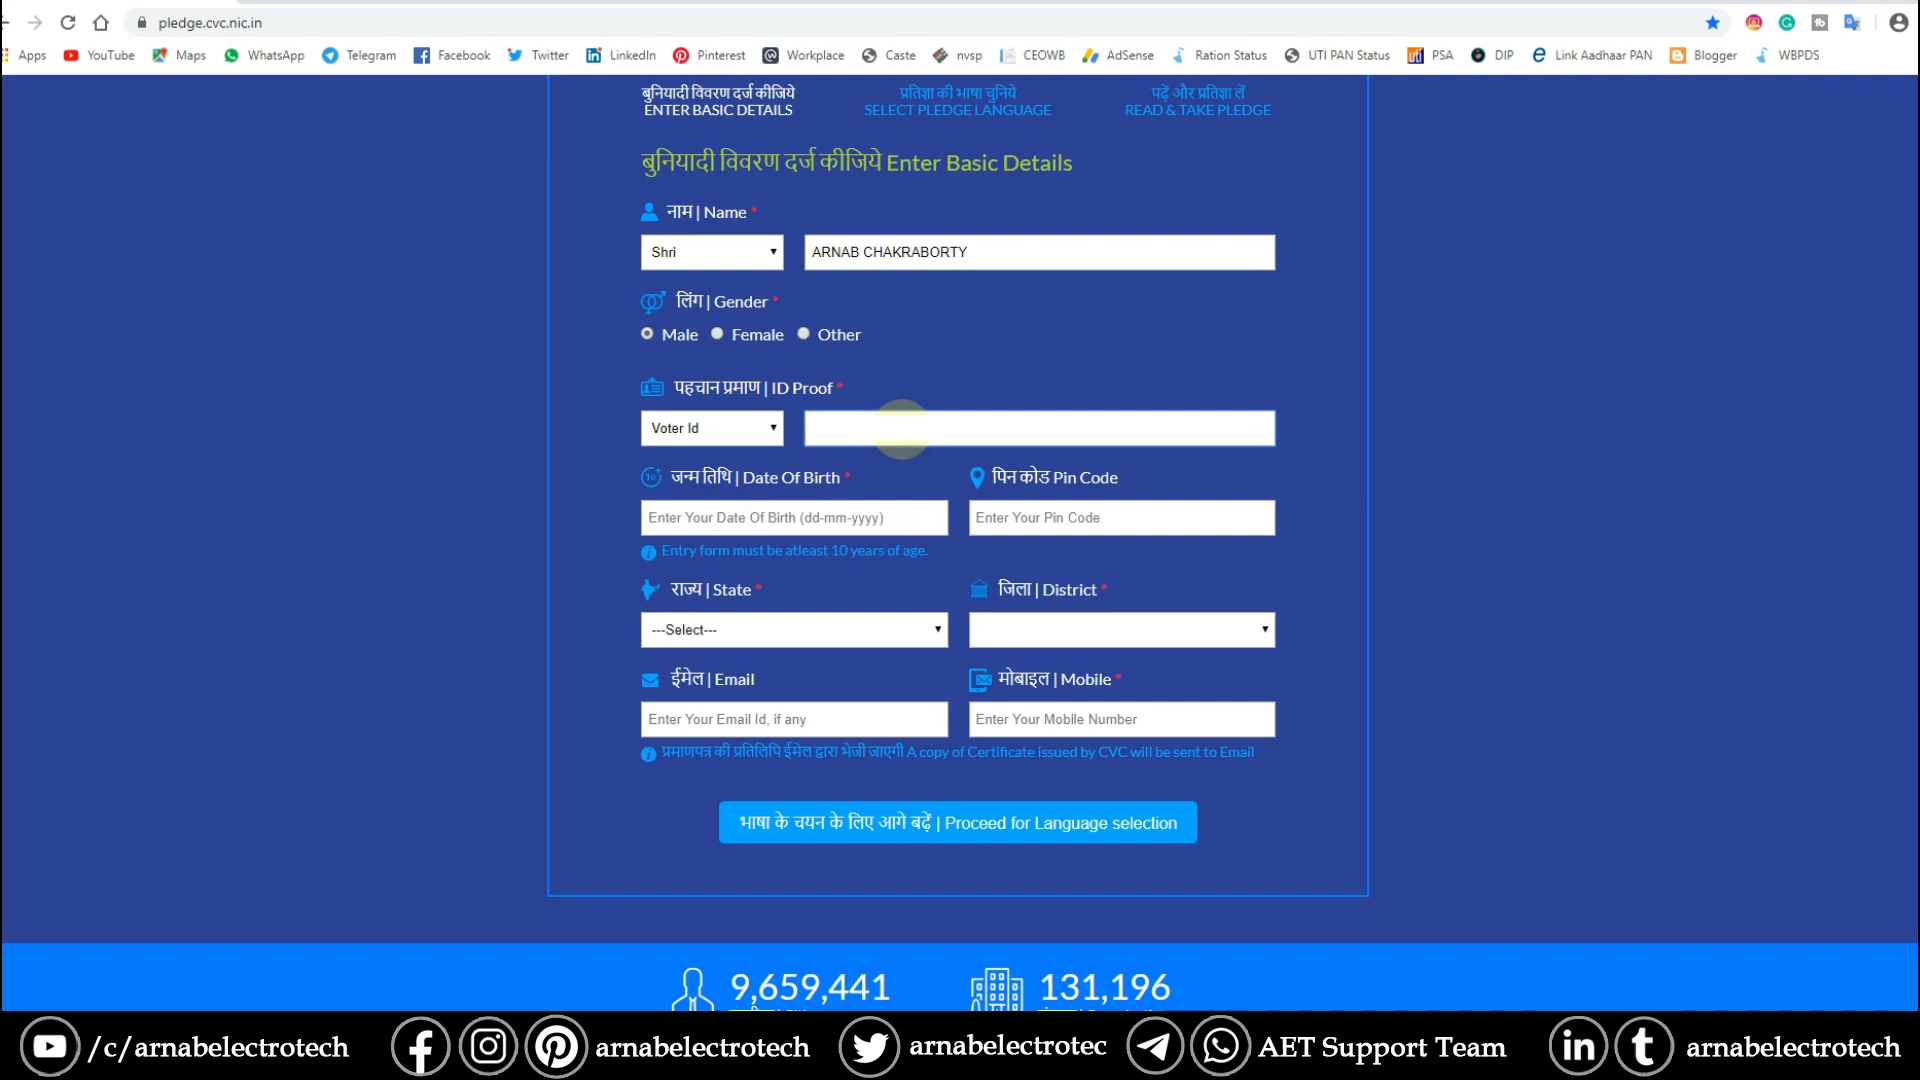 pledge.cvc.nic.in
Apps YouTube Maps WhatsApp Telegram Facebook Twitter LinkedIn Pinterest Workplace Caste nvsp CEOWB AdSense Ration Status UTI PAN Status PSA DIP Link Aadhaar PAN Blogger WBPDS
बुनियादी विवरण दर्ज कीजिये
ENTER BASIC DETAILS
प्रतिज्ञा की भाषा चुनिये
SELECT PLEDGE LANGUAGE
पढ़ें और प्रतिज्ञा लें
READ & TAKE PLEDGE
बुनियादी विवरण दर्ज कीजिये Enter Basic Details
नाम | Name *
Shri ARNAB CHAKRABORTY
लिंग | Gender *
Male Female Other
पहचान प्रमाण | ID Proof *
Voter Id
जन्म तिथि | Date Of Birth * पिन कोड Pin Code
Enter Your Date Of Birth (dd-mm-yyyy) Enter Your Pin Code
Entry form must be atleast 10 years of age.
राज्य | State * जिला | District *
---Select---
ईमेल | Email मोबाइल | Mobile *
Enter Your Email Id, if any Enter Your Mobile Number
प्रमाणपत्र की प्रतिलिपि ईमेल द्वारा भेजी जाएगी A copy of Certificate issued by CVC will be sent to Email
भाषा के चयन के लिए आगे बढ़ें | Proceed for Language selection
9,659,441 131,196
/c/arnabelectrotech arnabelectrotech arnabelectrotec AET Support Team arnabelectrotech